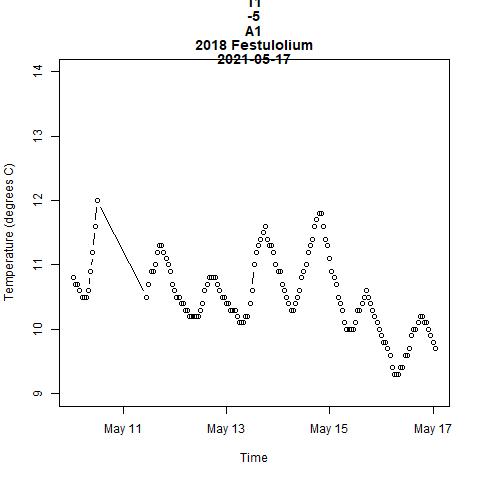 T1
-5
A1
2018 Festulolium
2021-05-17
14
13
12
11
10
9
Temperature (degrees C)
May 11 May 13 May 15 May 17
Time